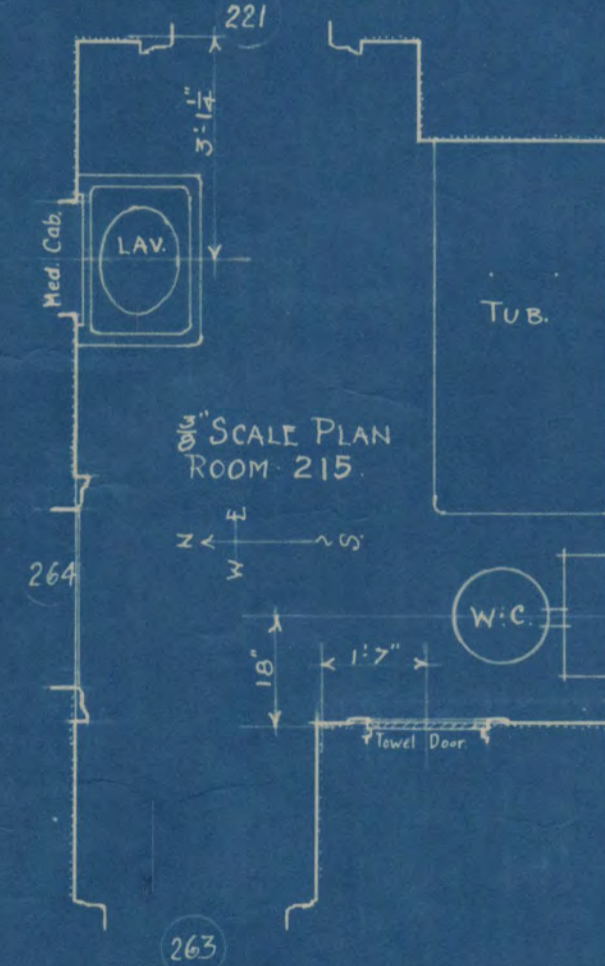 221
3'-1¼"
Med. Cab.
LAV.
TUB.
⅜" SCALE PLAN
ROOM 215.
E
N S
W
264
W.C.
18"
1'-7"
Towel Door
263